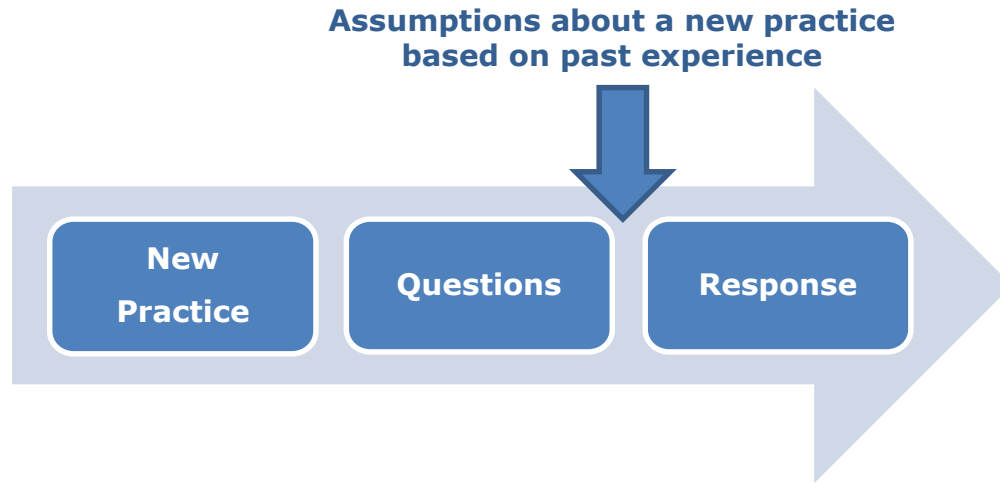 Assumptions about a new practice
based on past experience
New
Practice
Questions
Response